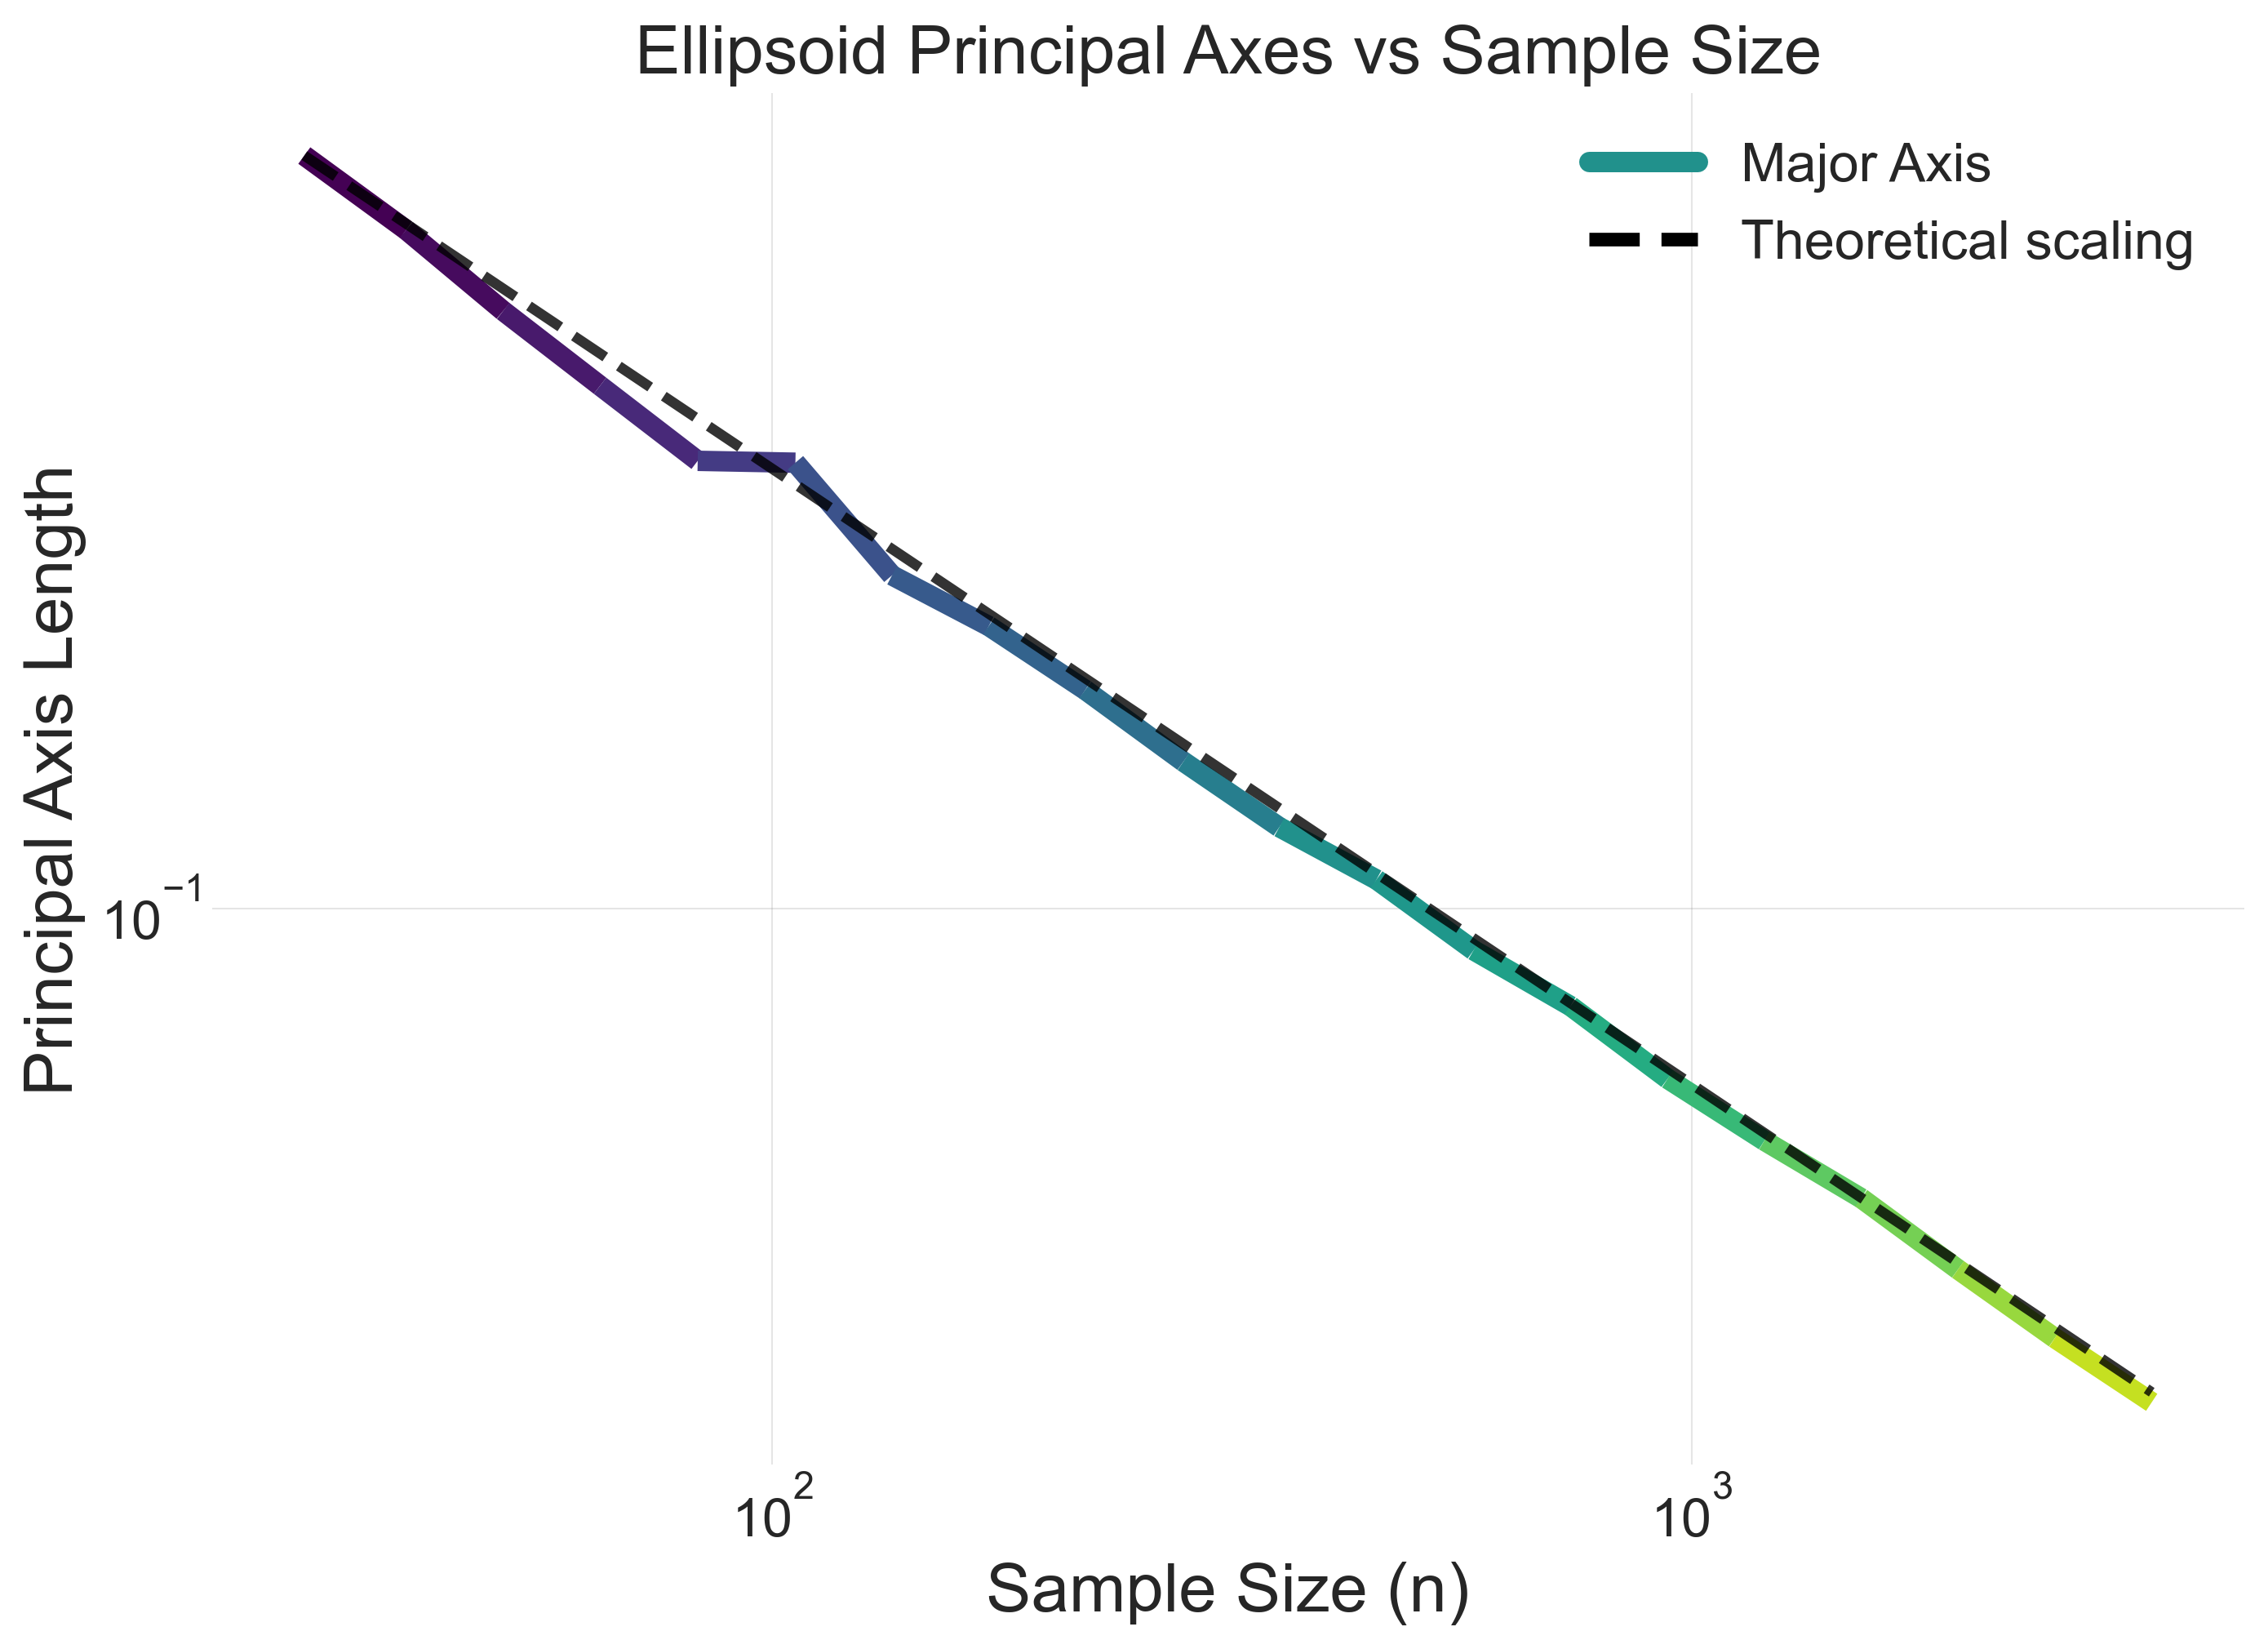 Ellipsoid Principal Axes vs Sample Size
Major Axis
Theoretical scaling
Principal Axis Length
10⁻¹
10²
10³
Sample Size (n)